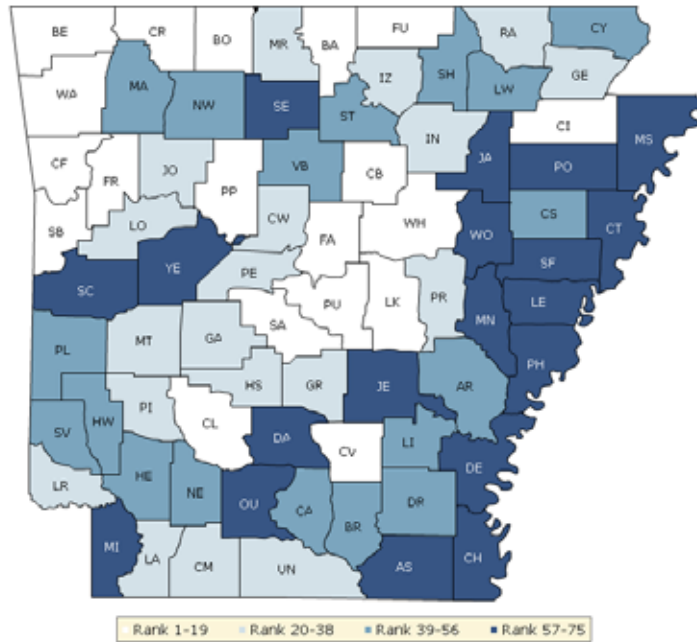 BE CR BO MR BA FU RA CY
WA MA NW SE ST IZ SH LW GE
CF FR JO PP VB CB IN JA CI MS
SB LO CW FA WH WO PO CS CT
SC YE PE PU LK PR SF
PL MT GA SA MN LE
HS GR JE AR PH
SV HW PI CL DA CV LI DE
LR HE NE OU CA BR DR
MI LA CM UN AS CH
Rank 1-19 Rank 20-38 Rank 39-56 Rank 57-75